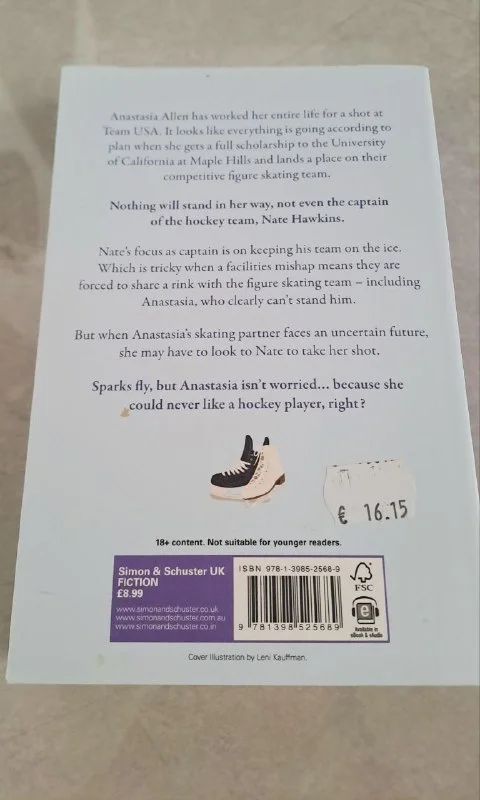 Anastasia Allen has worked her entire life for a shot at
Team USA. It looks like everything is going according to
plan when she gets a full scholarship to the University
of California at Maple Hills and lands a place on their
competitive figure skating team.
Nothing will stand in her way, not even the captain
of the hockey team, Nate Hawkins.
Nate's focus as captain is on keeping his team on the ice.
Which is tricky when a facilities mishap means they are
forced to share a rink with the figure skating team – including
Anastasia, who clearly can't stand him.
But when Anastasia's skating partner faces an uncertain future,
she may have to look to Nate to take her shot.
Sparks fly, but Anastasia isn't worried... because she
could never like a hockey player, right?
€ 16.15
18+ content. Not suitable for younger readers.
Simon & Schuster UK
FICTION
£8.99
www.simonandschuster.co.uk
www.simonandschuster.com.au
www.simonandschuster.co.in
ISBN 978-1-3985-2568-9
9 781398 525689
FSC
e
Available in
eBook & eAudio
Cover Illustration by Leni Kauffman.